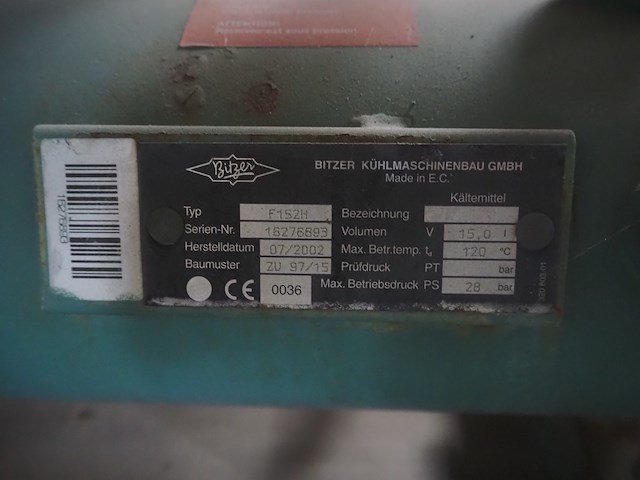 Bitzer
BITZER KÜHLMASCHINENBAU GMBH
Made in E.C.
Kältemittel
Typ F152H Bezeichnung
Serien-Nr. 16276893 Volumen V 15,0 l
Herstelldatum 07/2002 Max. Betr.temp. ts 120 °C
Baumuster ZU 97/15 Prüfdruck PT bar
CE 0036 Max. Betriebsdruck PS 28 bar